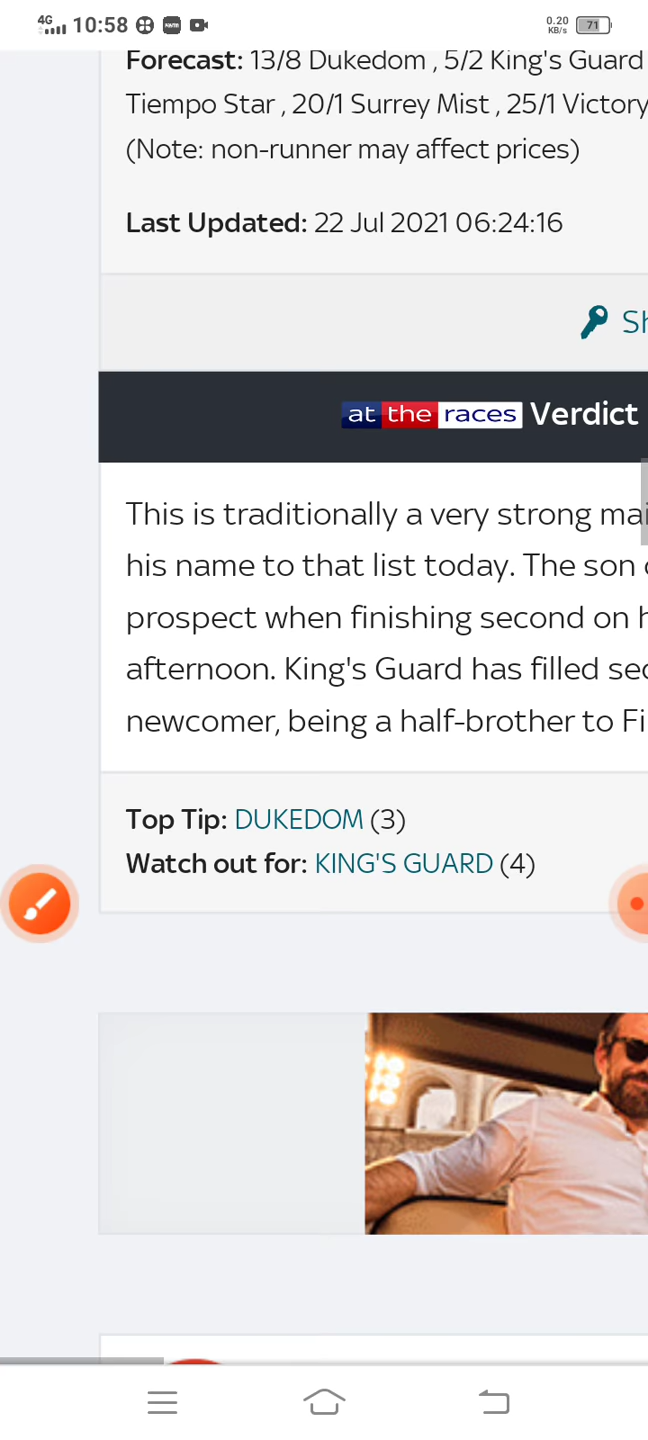 4G 10:58 0.20 KB/s 71
Forecast: 13/8 Dukedom , 5/2 King's Guard
Tiempo Star , 20/1 Surrey Mist , 25/1 Victory
(Note: non-runner may affect prices)
Last Updated: 22 Jul 2021 06:24:16
Sh
at the races Verdict
This is traditionally a very strong mai
his name to that list today. The son
prospect when finishing second on h
afternoon. King's Guard has filled sec
newcomer, being a half-brother to Fi
Top Tip: DUKEDOM (3)
Watch out for: KING'S GUARD (4)